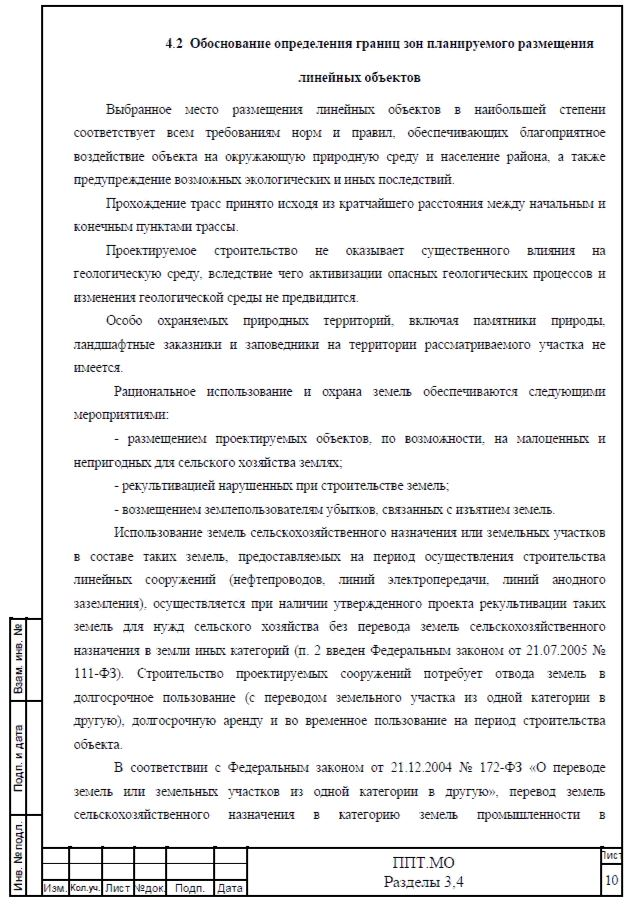 4.2 Обоснование определения границ зон планируемого размещения
линейных объектов
Выбранное место размещения линейных объектов в наибольшей степени
соответствует всем требованиям норм и правил, обеспечивающих благоприятное
воздействие объекта на окружающую природную среду и население района, а также
предупреждение возможных экологических и иных последствий.
Прохождение трасс принято исходя из кратчайшего расстояния между начальным и
конечным пунктами трассы.
Проектируемое строительство не оказывает существенного влияния на
геологическую среду, вследствие чего активизации опасных геологических процессов и
изменения геологической среды не предвидится.
Особо охраняемых природных территорий, включая памятники природы,
ландшафтные заказники и заповедники на территории рассматриваемого участка не
имеется.
Рациональное использование и охрана земель обеспечиваются следующими
мероприятиями:
- размещением проектируемых объектов, по возможности, на малоценных и
непригодных для сельского хозяйства землях;
- рекультивацией нарушенных при строительстве земель;
- возмещением землепользователям убытков, связанных с изъятием земель.
Использование земель сельскохозяйственного назначения или земельных участков
в составе таких земель, предоставляемых на период осуществления строительства
линейных сооружений (нефтепроводов, линий электропередачи, линий анодного
заземления), осуществляется при наличии утвержденного проекта рекультивации таких
земель для нужд сельского хозяйства без перевода земель сельскохозяйственного
назначения в земли иных категорий (п. 2 введен Федеральным законом от 21.07.2005 №
111-ФЗ). Строительство проектируемых сооружений потребует отвода земель в
долгосрочное пользование (с переводом земельного участка из одной категории в
другую), долгосрочную аренду и во временное пользование на период строительства
объекта.
В соответствии с Федеральным законом от 21.12.2004 № 172-ФЗ «О переводе
земель или земельных участков из одной категории в другую», перевод земель
сельскохозяйственного назначения в категорию земель промышленности в
Взам. инв. №
Подп. и дата
Инв. № подл.
Изм. Кол.уч. Лист №док. Подп. Дата
ППТ.МО
Разделы 3,4
Лист
10